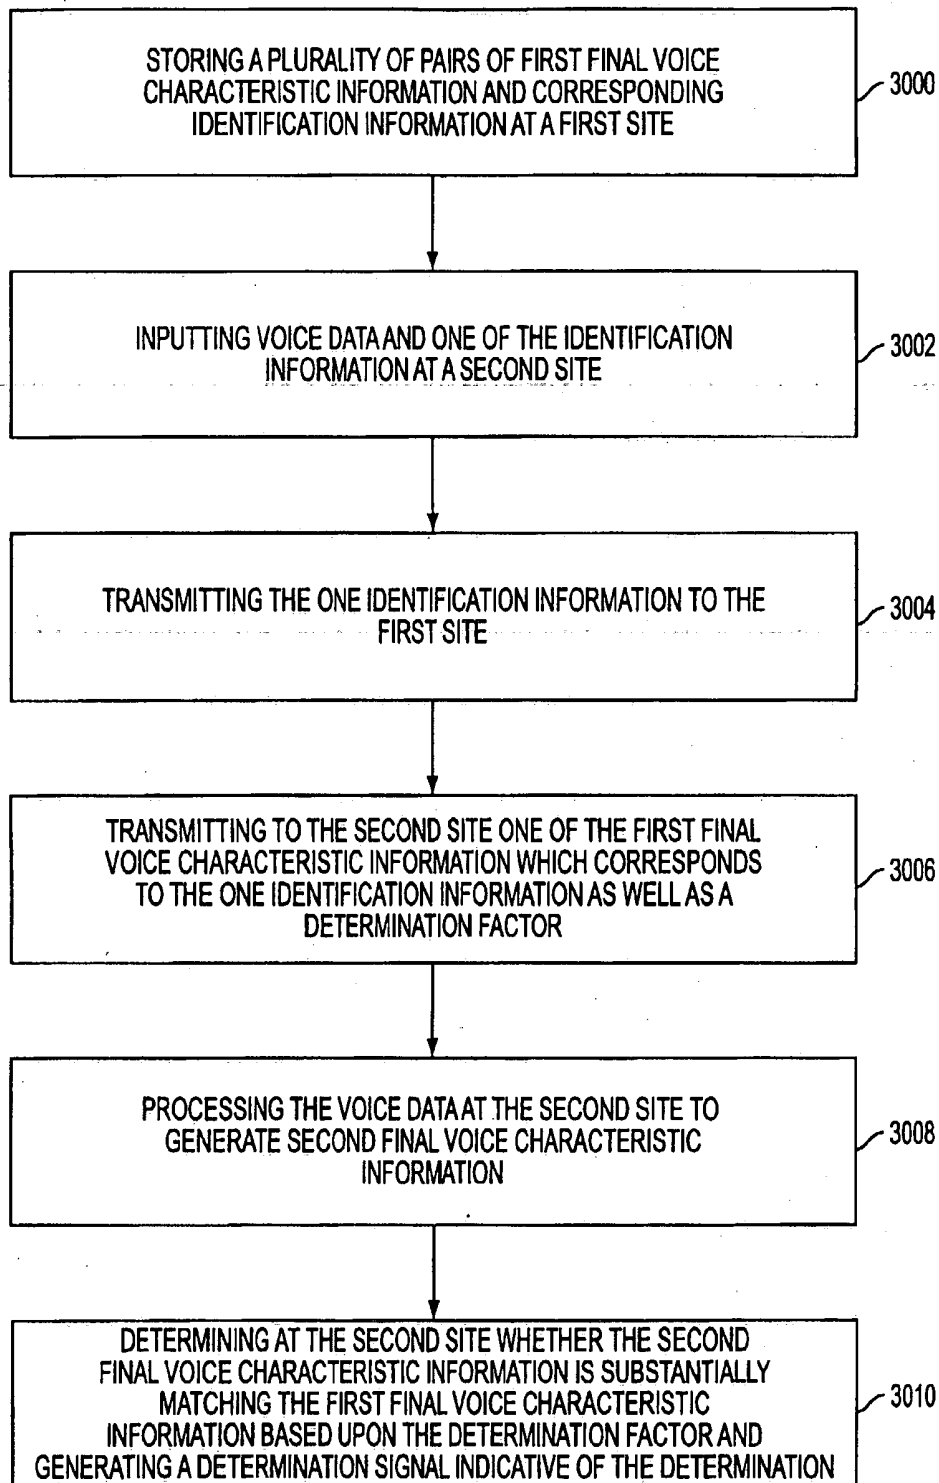 STORING A PLURALITY OF PAIRS OF FIRST FINAL VOICE
CHARACTERISTIC INFORMATION AND CORRESPONDING
IDENTIFICATION INFORMATION AT A FIRST SITE
3000
INPUTTING VOICE DATA AND ONE OF THE IDENTIFICATION
INFORMATION AT A SECOND SITE
3002
TRANSMITTING THE ONE IDENTIFICATION INFORMATION TO THE
FIRST SITE
3004
TRANSMITTING TO THE SECOND SITE ONE OF THE FIRST FINAL
VOICE CHARACTERISTIC INFORMATION WHICH CORRESPONDS
TO THE ONE IDENTIFICATION INFORMATION AS WELL AS A
DETERMINATION FACTOR
3006
PROCESSING THE VOICE DATA AT THE SECOND SITE TO
GENERATE SECOND FINAL VOICE CHARACTERISTIC
INFORMATION
3008
DETERMINING AT THE SECOND SITE WHETHER THE SECOND
FINAL VOICE CHARACTERISTIC INFORMATION IS SUBSTANTIALLY
MATCHING THE FIRST FINAL VOICE CHARACTERISTIC
INFORMATION BASED UPON THE DETERMINATION FACTOR AND
GENERATING A DETERMINATION SIGNAL INDICATIVE OF THE DETERMINATION
3010